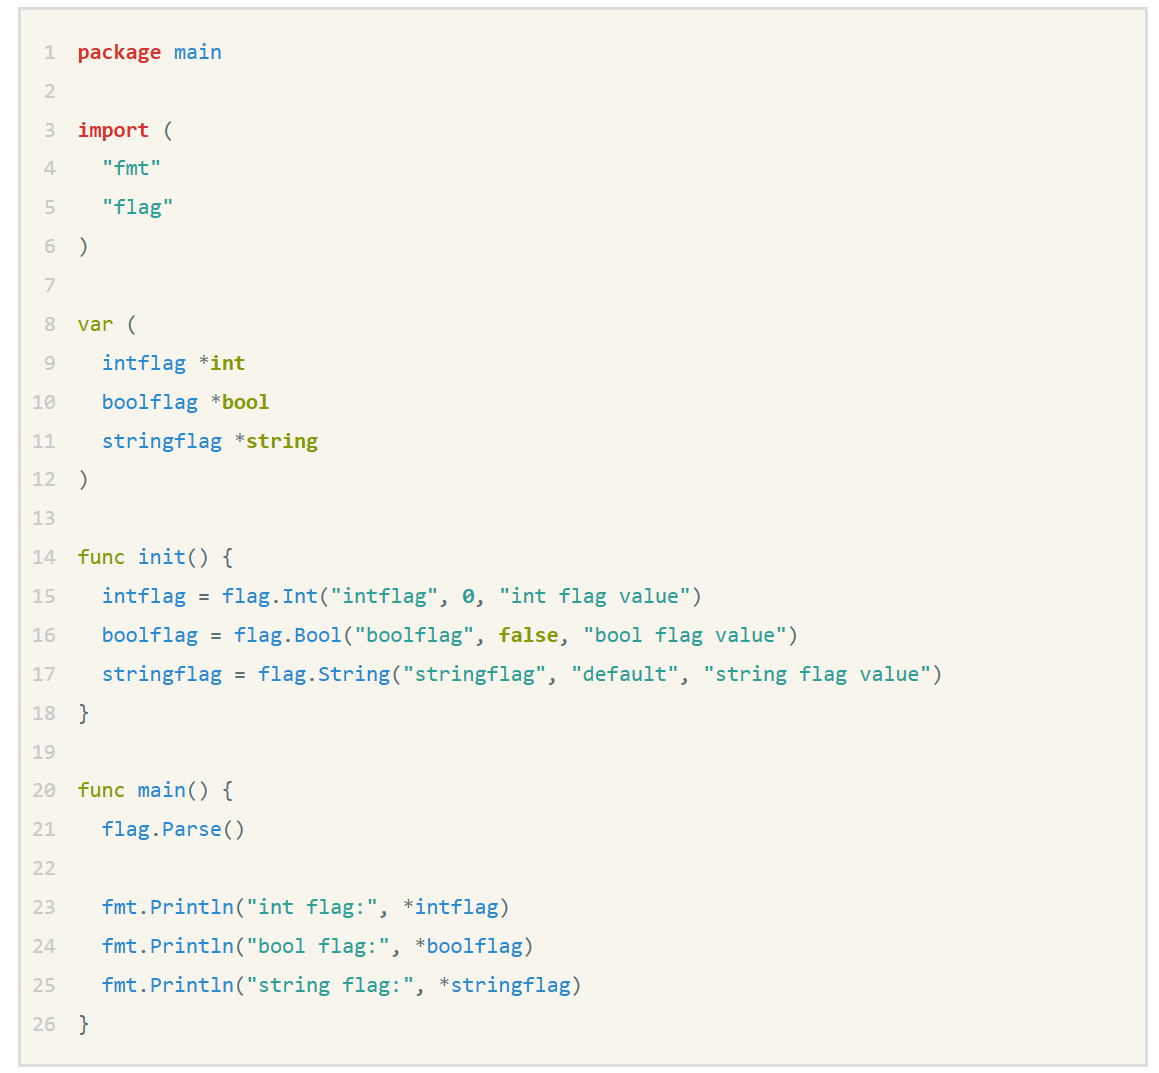 1 package main
2
3 import (
4   "fmt"
5   "flag"
6 )
7
8 var (
9   intflag *int
10   boolflag *bool
11   stringflag *string
12 )
13
14 func init() {
15   intflag = flag.Int("intflag", 0, "int flag value")
16   boolflag = flag.Bool("boolflag", false, "bool flag value")
17   stringflag = flag.String("stringflag", "default", "string flag value")
18 }
19
20 func main() {
21   flag.Parse()
22
23   fmt.Println("int flag:", *intflag)
24   fmt.Println("bool flag:", *boolflag)
25   fmt.Println("string flag:", *stringflag)
26 }